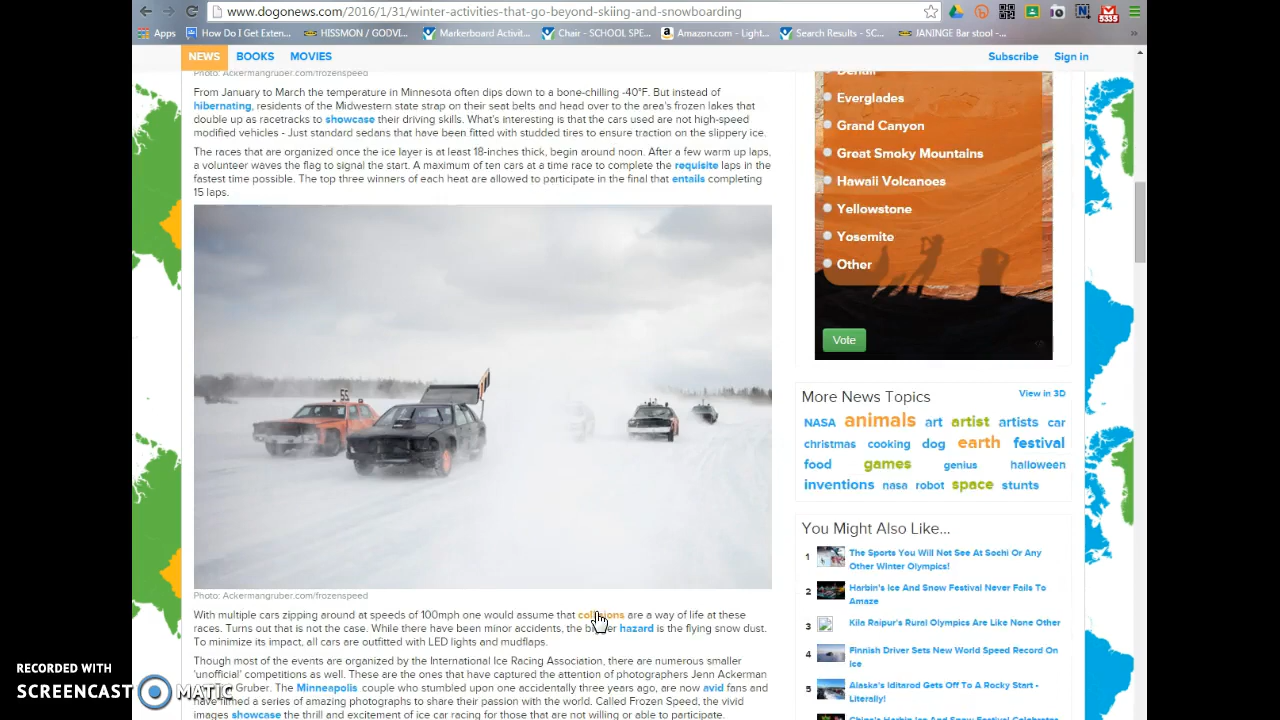 www.dogonews.com/2016/1/31/winter-activities-that-go-beyond-skiing-and-snowboarding
5335
Apps How Do I Get Exten... HISSMON / GODVI... Markerboard Activit... Chair - SCHOOL SPE... Amazon.com - Light... Search Results - SC... JANINGE Bar stool -... »
NEWS BOOKS MOVIES Subscribe Sign in
Photo: Ackermangruber.com/frozenspeed
From January to March the temperature in Minnesota often dips down to a bone-chilling -40°F. But instead of
hibernating, residents of the Midwestern state strap on their seat belts and head over to the area's frozen lakes that
double up as racetracks to showcase their driving skills. What's interesting is that the cars used are not high-speed
modified vehicles - Just standard sedans that have been fitted with studded tires to ensure traction on the slippery ice.
The races that are organized once the ice layer is at least 18-inches thick, begin around noon. After a few warm up laps,
a volunteer waves the flag to signal the start. A maximum of ten cars at a time race to complete the requisite laps in the
fastest time possible. The top three winners of each heat are allowed to participate in the final that entails completing
15 laps.
55
Photo: Ackermangruber.com/frozenspeed
With multiple cars zipping around at speeds of 100mph one would assume that collisions are a way of life at these
races. Turns out that is not the case. While there have been minor accidents, the hazard is the flying snow dust.
To minimize its impact, all cars are outfitted with LED lights and mudflaps.
Though most of the events are organized by the International Ice Racing Association, there are numerous smaller
'unofficial' competitions as well. These are the ones that have captured the attention of photographers Jenn Ackerman
Gruber. The Minneapolis couple who stumbled upon one accidentally three years ago, are now avid fans and
have filmed a series of amazing photographs to share their passion with the world. Called Frozen Speed, the vivid
images showcase the thrill and excitement of ice car racing for those that are not willing or able to participate.
Denali
Everglades
Grand Canyon
Great Smoky Mountains
Hawaii Volcanoes
Yellowstone
Yosemite
Other
Vote
More News Topics View in 3D
NASA animals art artist artists car
christmas cooking dog earth festival
food games genius halloween
inventions nasa robot space stunts
You Might Also Like...
1 The Sports You Will Not See At Sochi Or Any
Other Winter Olympics!
2 Harbin's Ice And Snow Festival Never Fails To
Amaze
3 Kila Raipur's Rural Olympics Are Like None Other
4 Finnish Driver Sets New World Speed Record On
Ice
5 Alaska's Iditarod Gets Off To A Rocky Start -
Literally!
China's Harbin Ice And Snow Festival Celebrates
RECORDED WITH
SCREENCAST MATIC